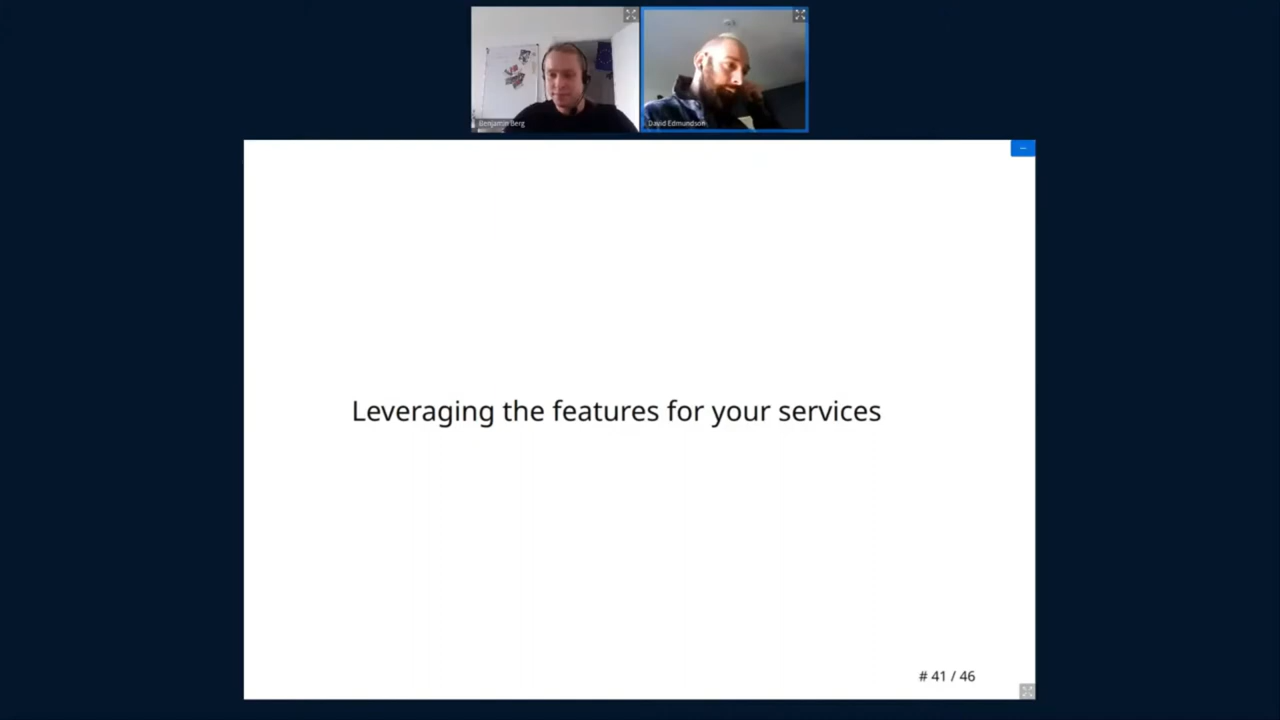 Benjamin Berg
David Edmundson
Leveraging the features for your services
# 41 / 46